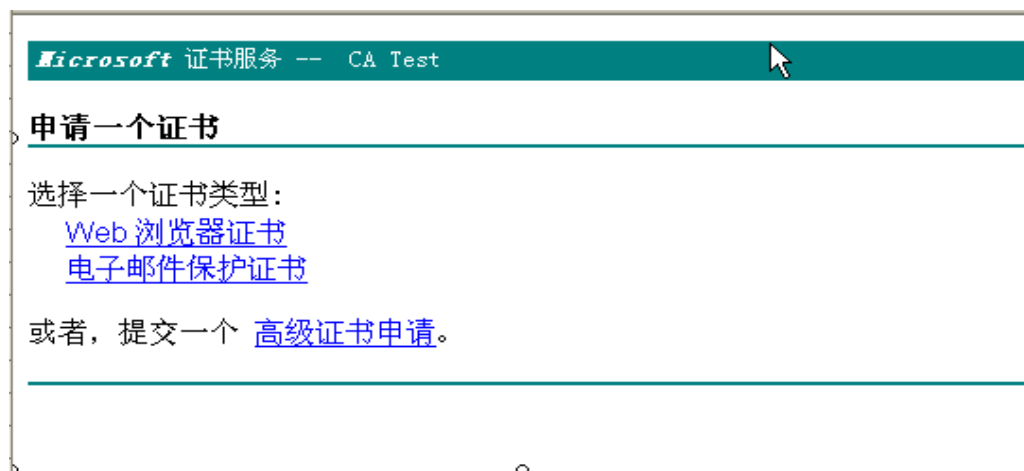 Microsoft 证书服务 -- CA Test
申请一个证书
选择一个证书类型:
Web 浏览器证书
电子邮件保护证书
或者，提交一个 高级证书申请。